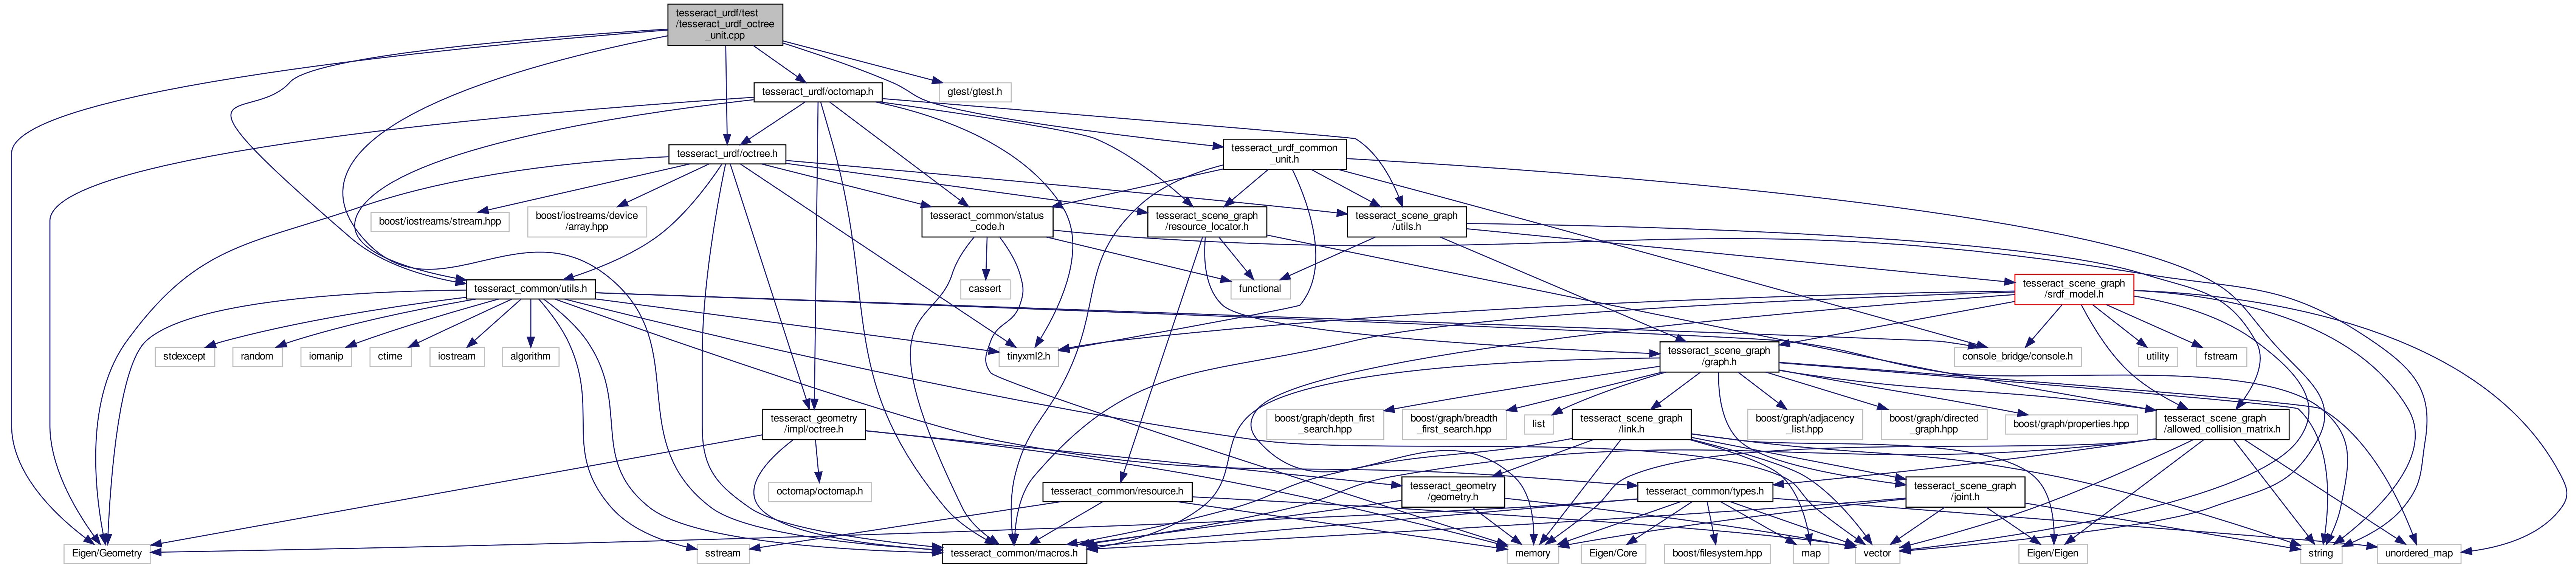 tesseract_urdf/test
/tesseract_urdf_octree
_unit.cpp
tesseract_urdf/octomap.h
gtest/gtest.h
tesseract_urdf/octree.h
tesseract_urdf_common
_unit.h
boost/iostreams/stream.hpp
boost/iostreams/device
/array.hpp
tesseract_common/status
_code.h
tesseract_scene_graph
/resource_locator.h
tesseract_scene_graph
/utils.h
tesseract_common/utils.h
cassert
functional
tesseract_scene_graph
/srdf_model.h
stdexcept
random
iomanip
ctime
iostream
algorithm
tinyxml2.h
tesseract_scene_graph
/graph.h
console_bridge/console.h
utility
fstream
tesseract_geometry
/impl/octree.h
boost/graph/depth_first
_search.hpp
boost/graph/breadth
_first_search.hpp
list
tesseract_scene_graph
/link.h
boost/graph/adjacency
_list.hpp
boost/graph/directed
_graph.hpp
boost/graph/properties.hpp
tesseract_scene_graph
/allowed_collision_matrix.h
octomap/octomap.h
tesseract_common/resource.h
tesseract_geometry
/geometry.h
tesseract_common/types.h
tesseract_scene_graph
/joint.h
Eigen/Geometry
sstream
tesseract_common/macros.h
memory
Eigen/Core
boost/filesystem.hpp
map
vector
Eigen/Eigen
string
unordered_map